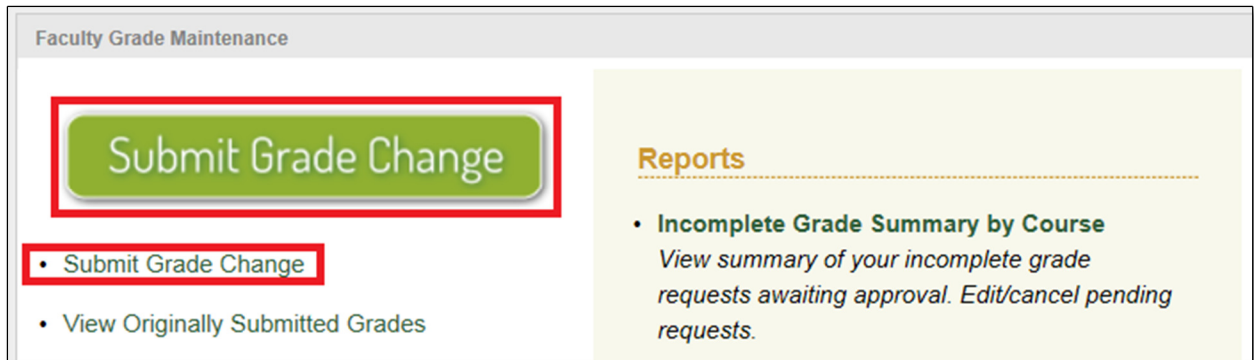 Faculty Grade Maintenance
Submit Grade Change
• Submit Grade Change
• View Originally Submitted Grades
Reports
• Incomplete Grade Summary by Course
View summary of your incomplete grade
requests awaiting approval. Edit/cancel pending
requests.